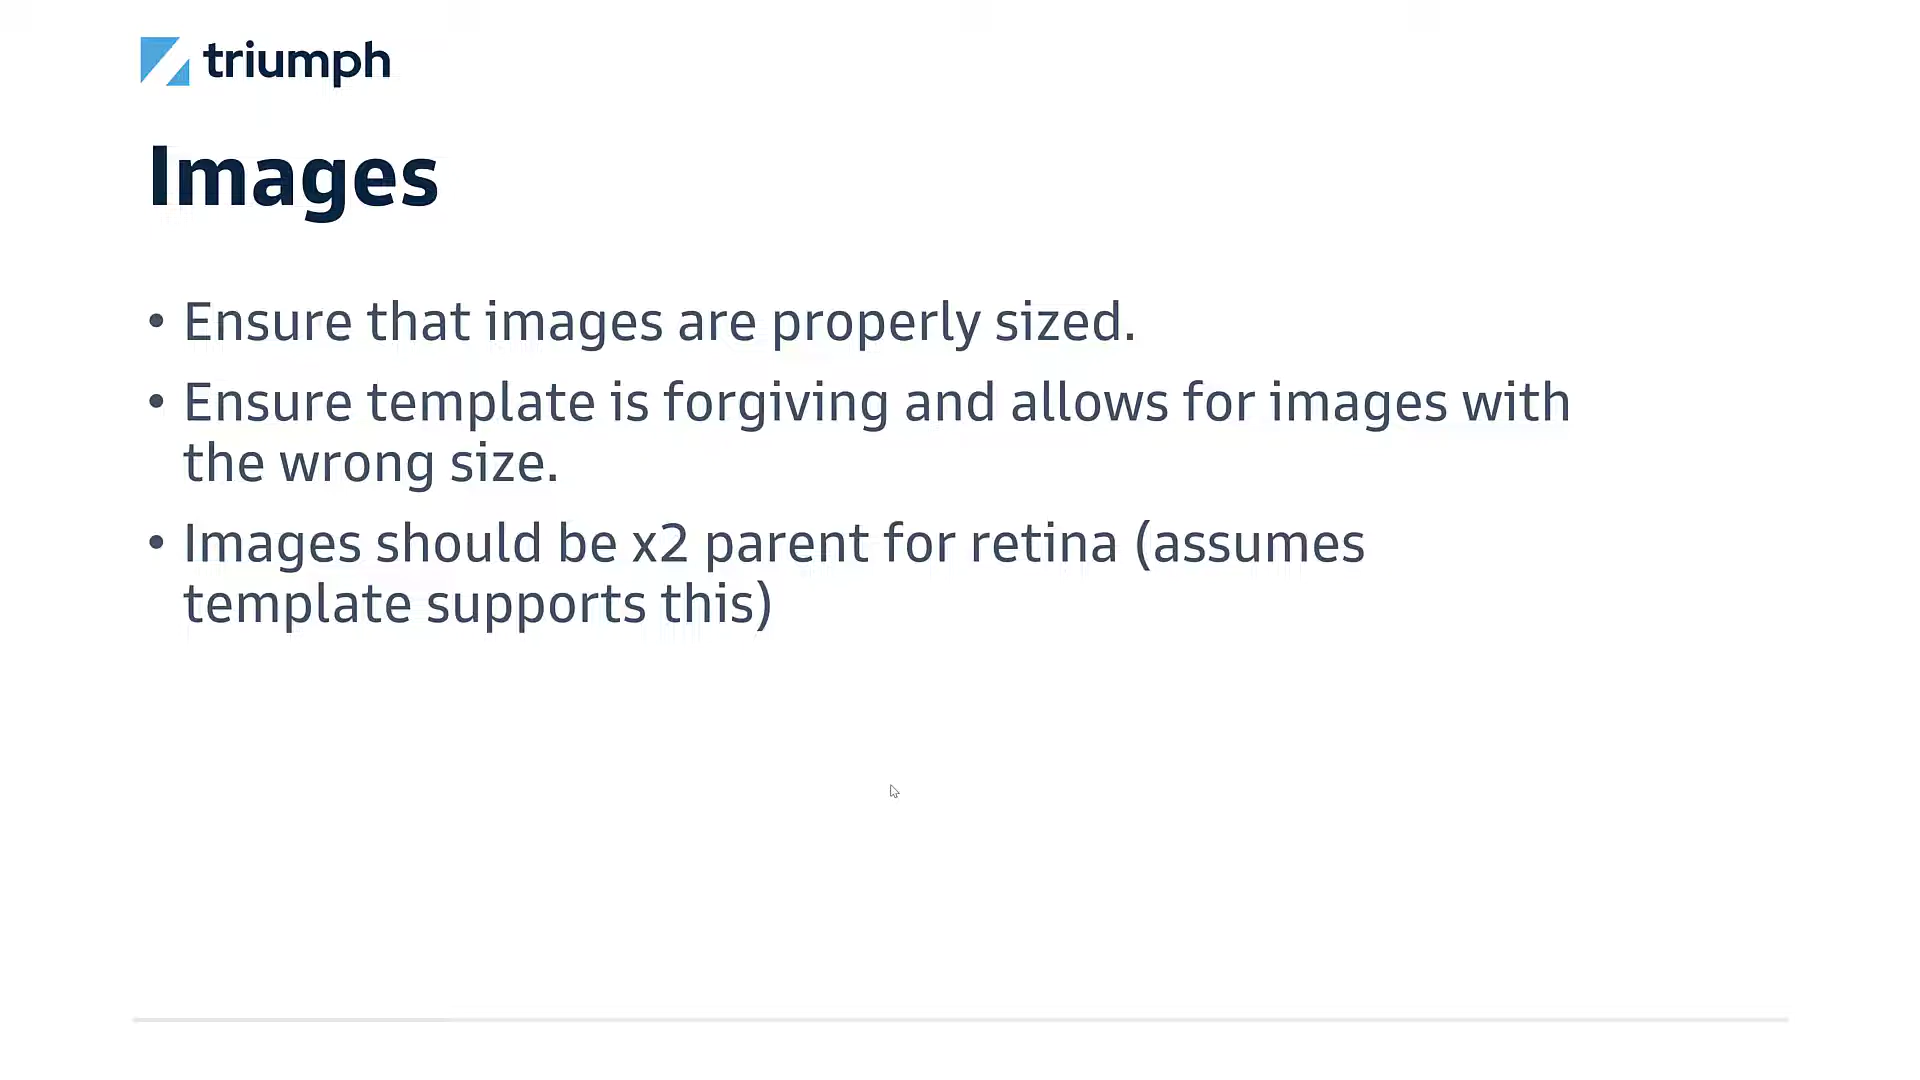 triumph
Images
• Ensure that images are properly sized.
• Ensure template is forgiving and allows for images with
the wrong size.
• Images should be x2 parent for retina (assumes
template supports this)